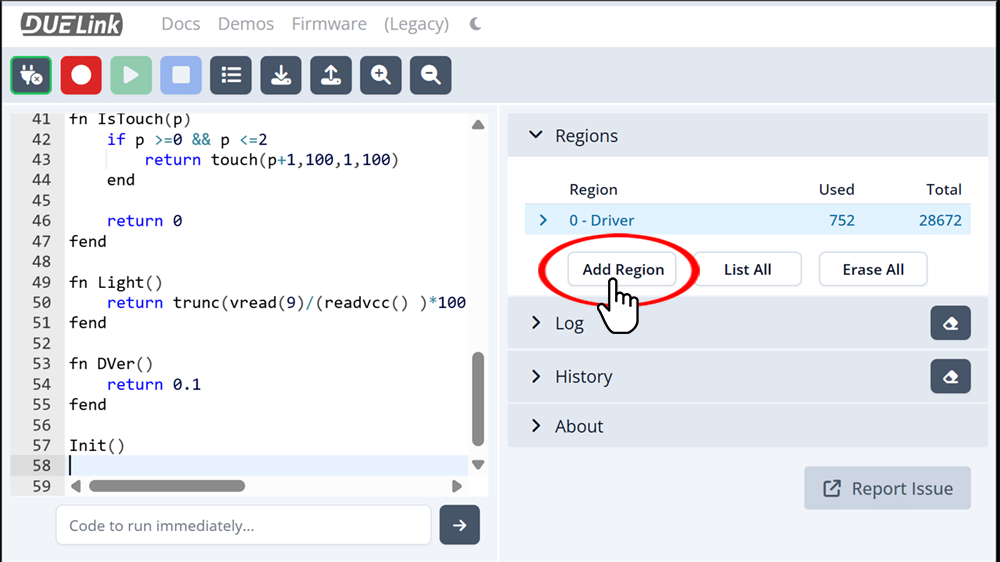 DUELink Docs Demos Firmware (Legacy)
41 fn IsTouch(p)
42     if p >=0 && p <=2
43         return touch(p+1,100,1,100)
44     end
45
46     return 0
47 fend
48
49 fn Light()
50     return trunc(vread(9)/(readvcc() )*100
51 fend
52
53 fn DVer()
54     return 0.1
55 fend
56
57 Init()
58
59
Code to run immediately...
Regions
Region Used Total
0 - Driver 752 28672
Add Region List All Erase All
Log
History
About
Report Issue